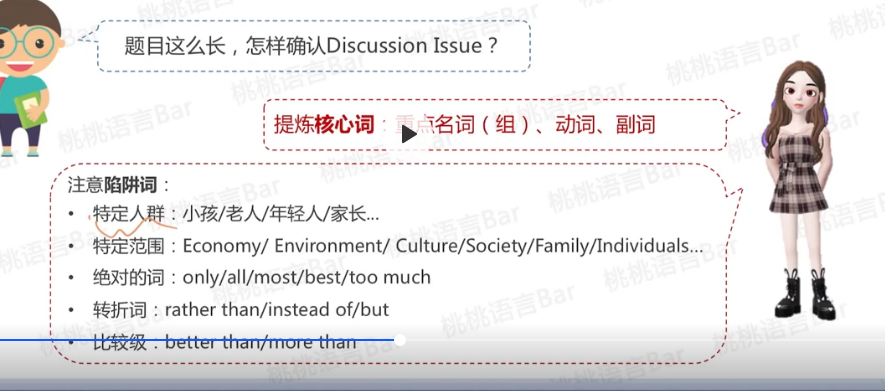 题目这么长，怎样确认Discussion Issue？
提炼核心词：重点名词（组）、动词、副词
注意陷阱词：
• 特定人群：小孩/老人/年轻人/家长...
• 特定范围：Economy/ Environment/ Culture/Society/Family/Individuals...
• 绝对的词：only/all/most/best/too much
• 转折词：rather than/instead of/but
• 比较级：better than/more than
桃桃语言Bar